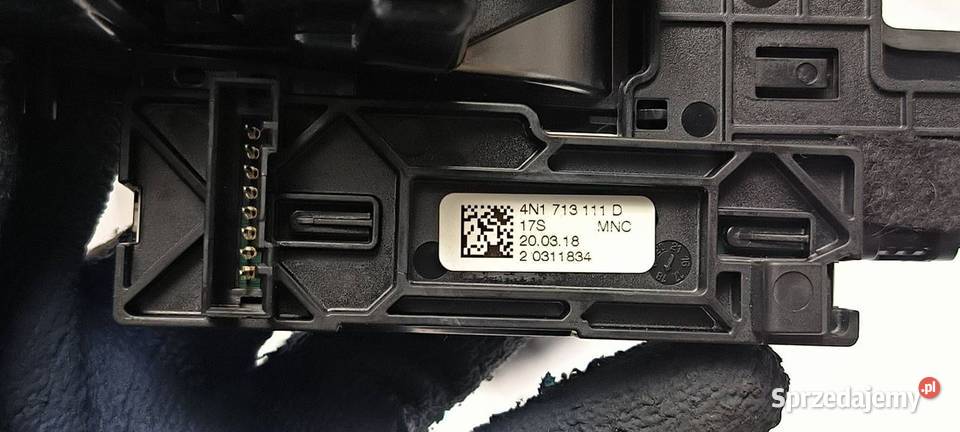 4N1 713 111 D
17S MNC
20.03.18
2 0311834
Sprzedajemy.pl